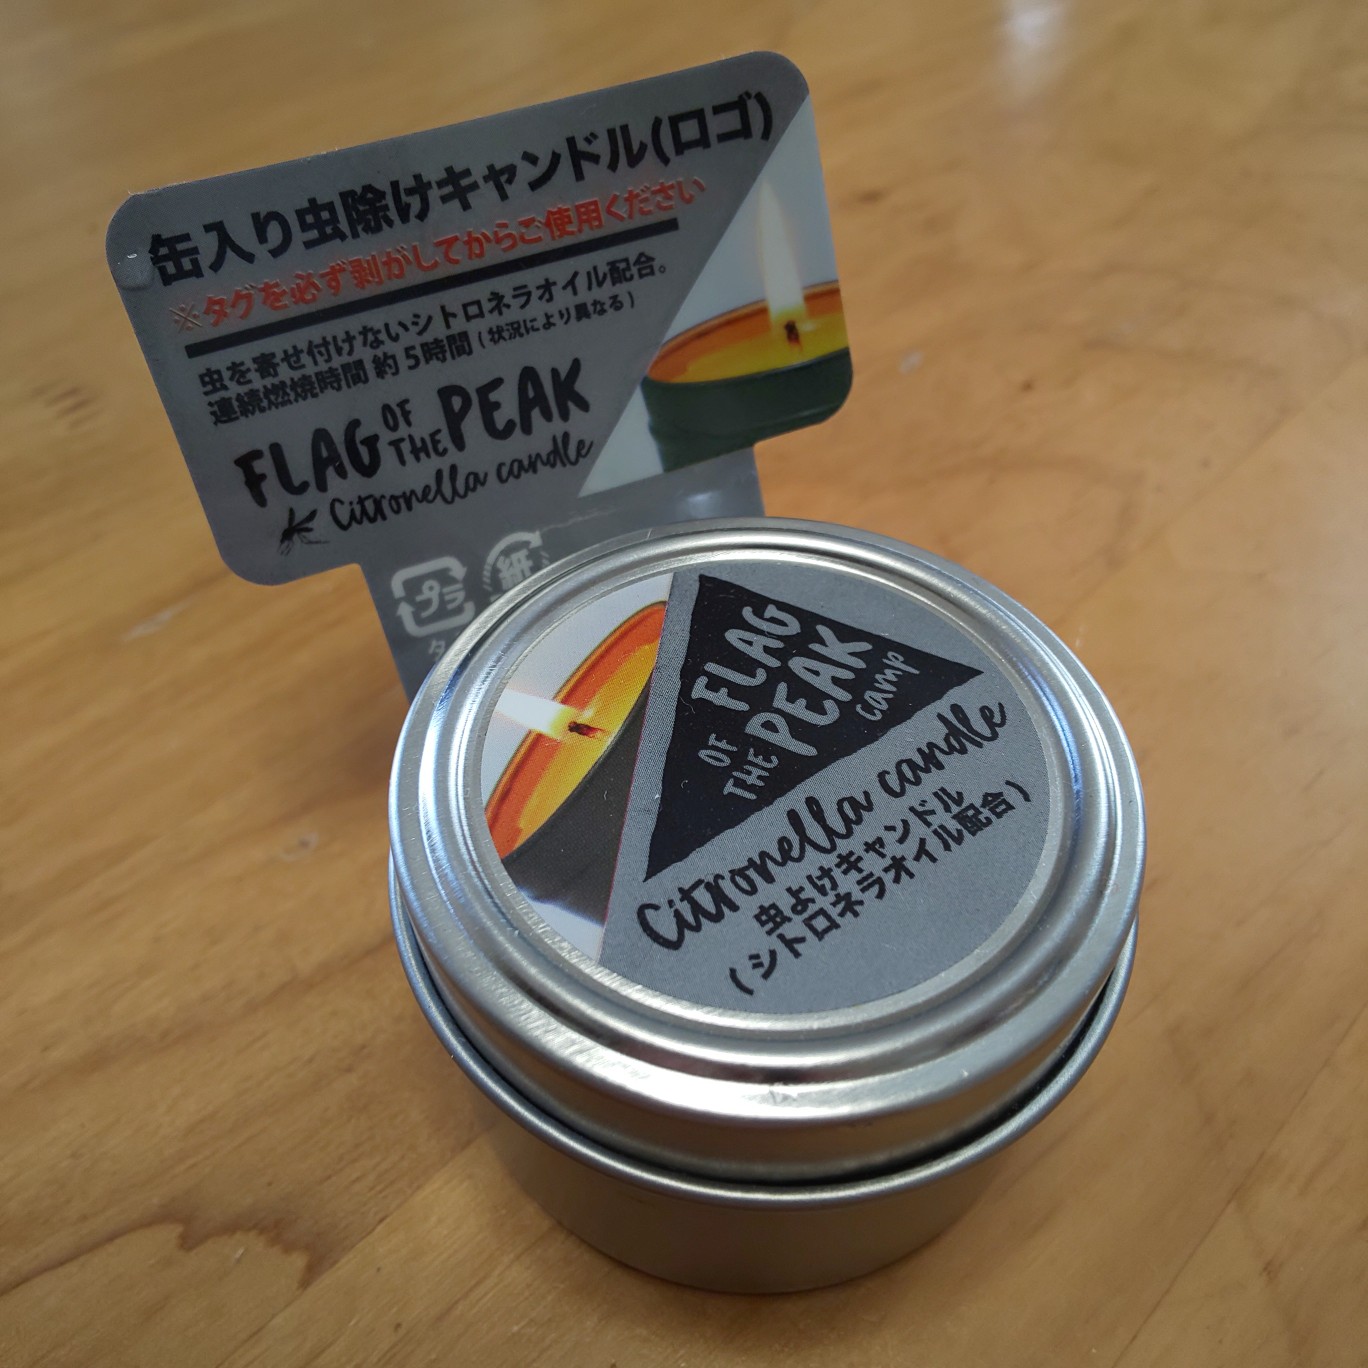 缶入り虫除けキャンドル(ロゴ)
※タグを必ず剥がしてからご使用ください
虫を寄せ付けないシトロネラオイル配合。
連続燃焼時間 約5時間 (状況により異なる)
FLAG OF THE PEAK
Citronella candle
プラ
紙
タ
FLAG
OF THE PEAK
camp
Citronella candle
虫よけキャンドル
(シトロネラオイル配合)